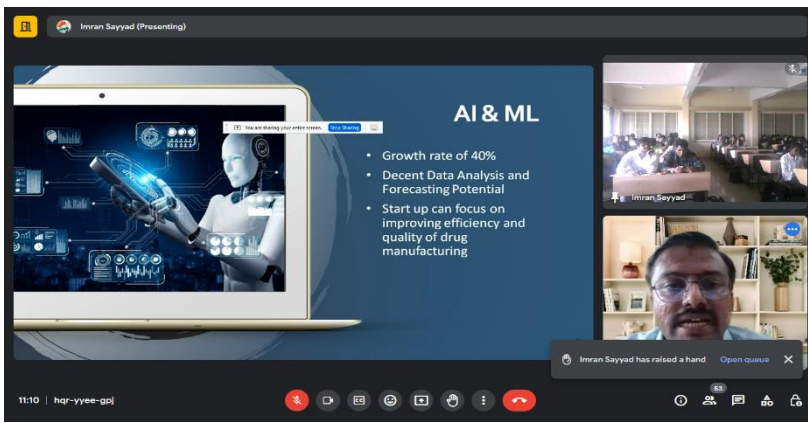 Imran Sayyad (Presenting)
You are sharing your entire screen. Stop Sharing
AI & ML
• Growth rate of 40%
• Decent Data Analysis and
Forecasting Potential
• Start up can focus on
improving efficiency and
quality of drug
manufacturing
Imran Sayyad
Imran Sayyad has raised a hand Open queue
11:10 | hqr-yyee-gpj
53